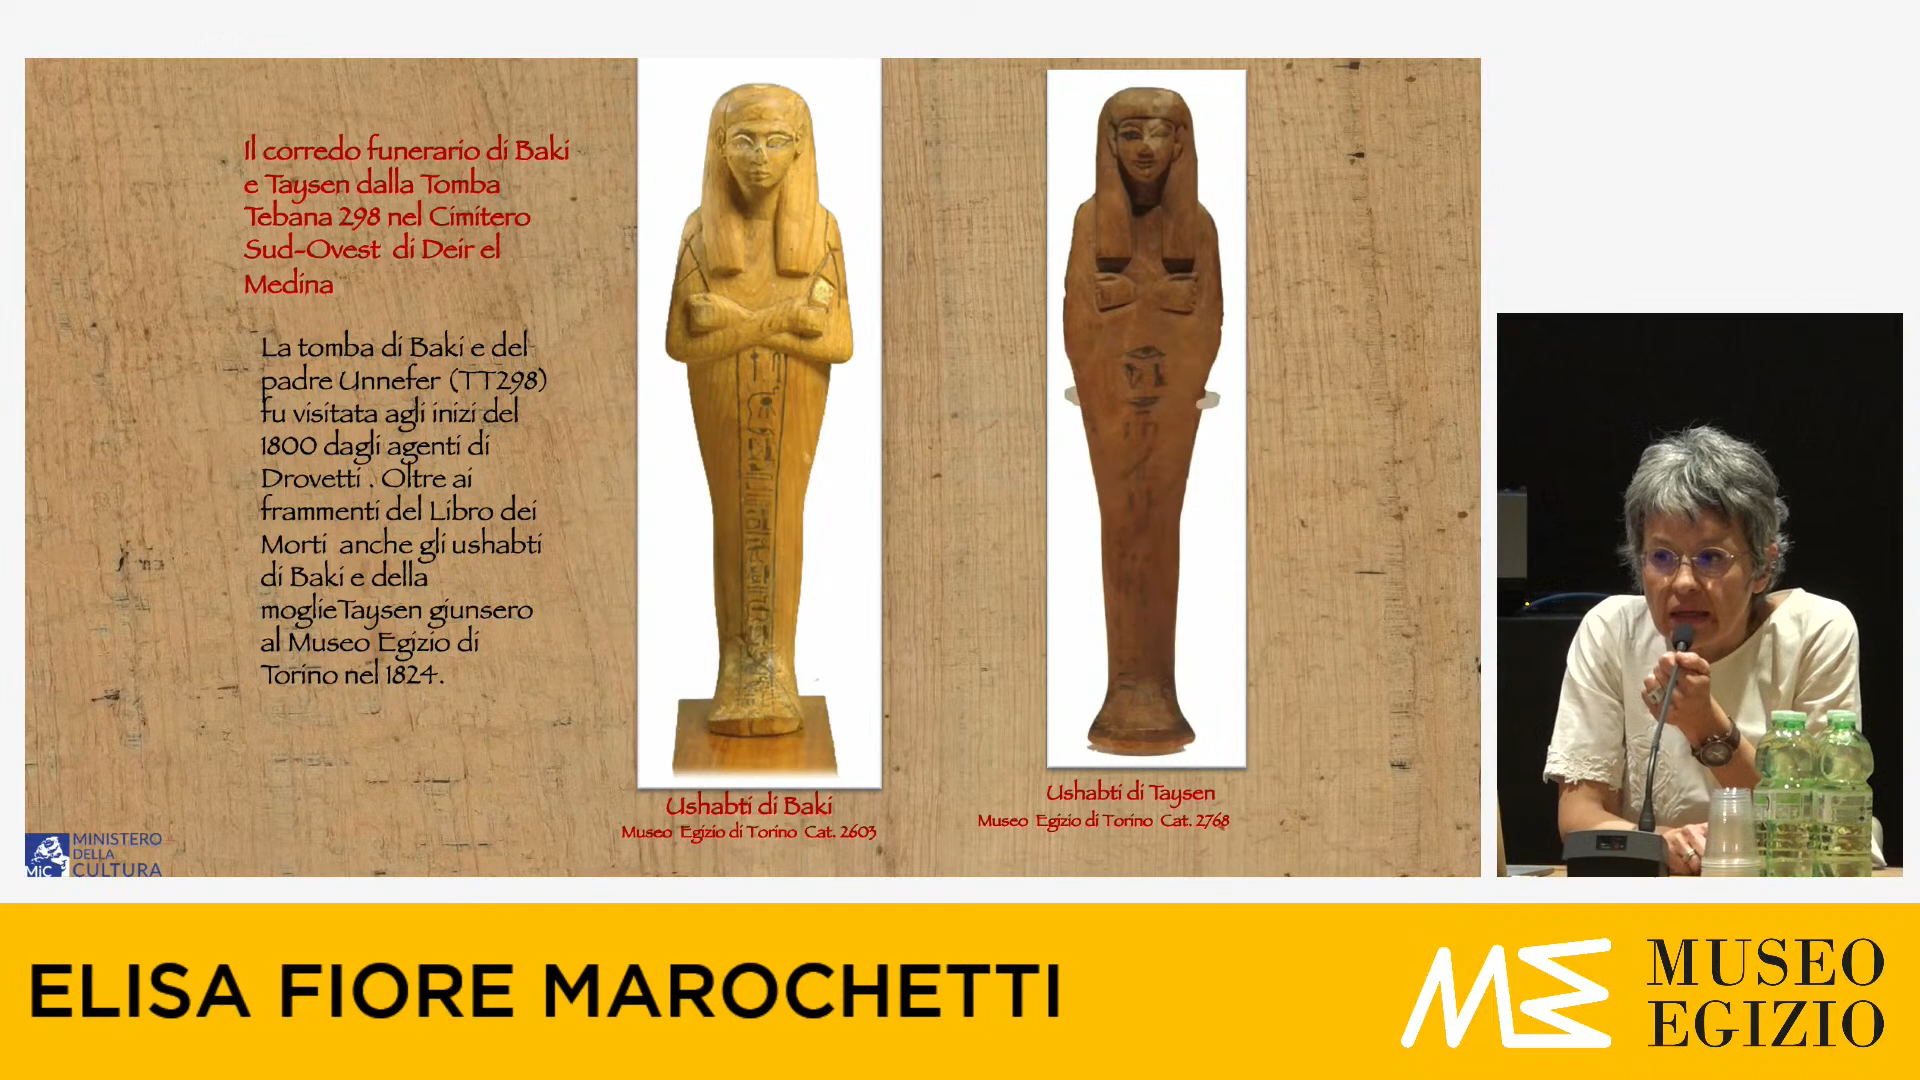 Il corredo funerario di Baki
e Taysen dalla Tomba
Tebana 298 nel Cimitero
Sud-Ovest di Deir el
Medina
La tomba di Baki e del
padre Unnefer (TT298)
fu visitata agli inizi del
1800 dagli agenti di
Drovetti . Oltre ai
frammenti del Libro dei
Morti anche gli ushabti
di Baki e della
moglieTaysen giunsero
al Museo Egizio di
Torino nel 1824.
Ushabti di Baki
Museo Egizio di Torino Cat. 2603
Ushabti di Taysen
Museo Egizio di Torino Cat. 2768
MiC
MINISTERO
DELLA
CULTURA
ELISA FIORE MAROCHETTI
ME
MUSEO
EGIZIO